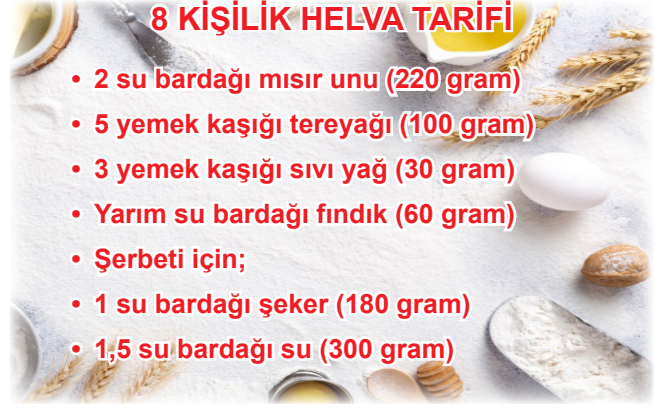 8 KİŞİLİK HELVA TARİFİ
• 2 su bardağı mısır unu (220 gram)
• 5 yemek kaşığı tereyağı (100 gram)
• 3 yemek kaşığı sıvı yağ (30 gram)
• Yarım su bardağı fındık (60 gram)
• Şerbeti için;
• 1 su bardağı şeker (180 gram)
• 1,5 su bardağı su (300 gram)